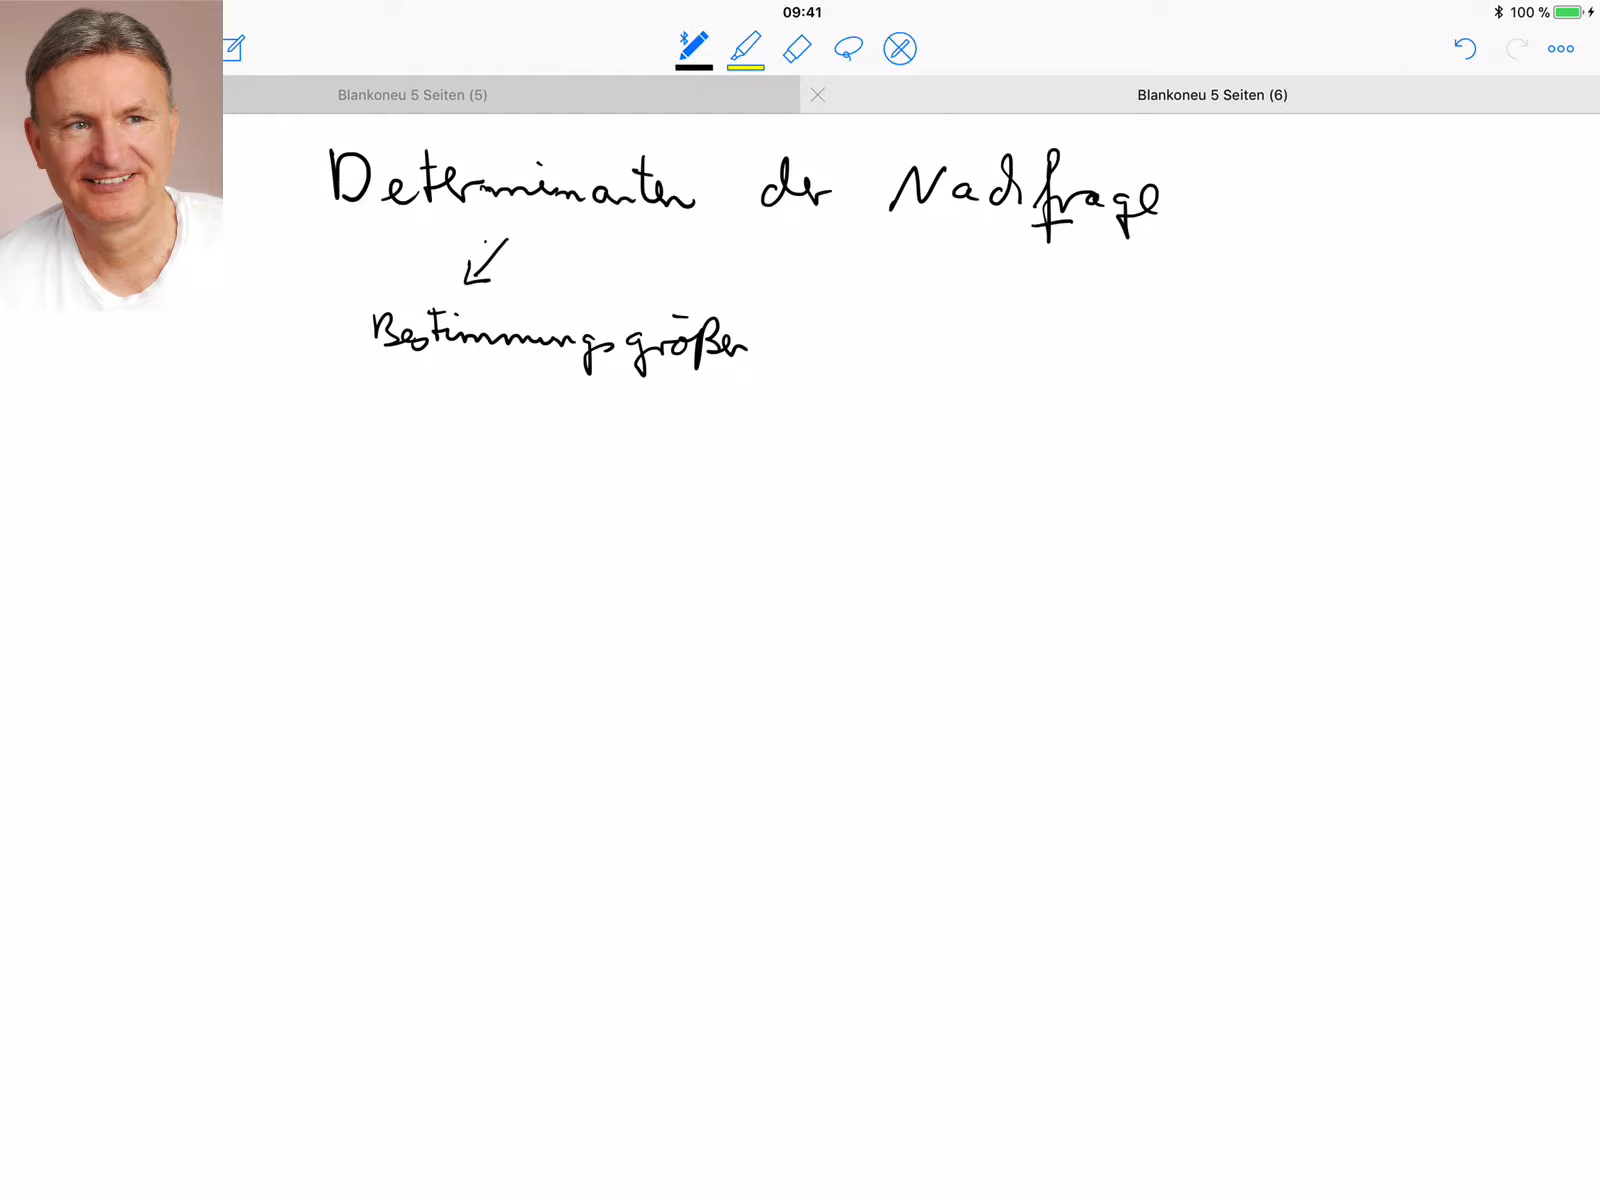 09:41
100 %
Blankoneu 5 Seiten (5)
Blankoneu 5 Seiten (6)
Determinanten der Nachfrage
Bestimmungsgrößen